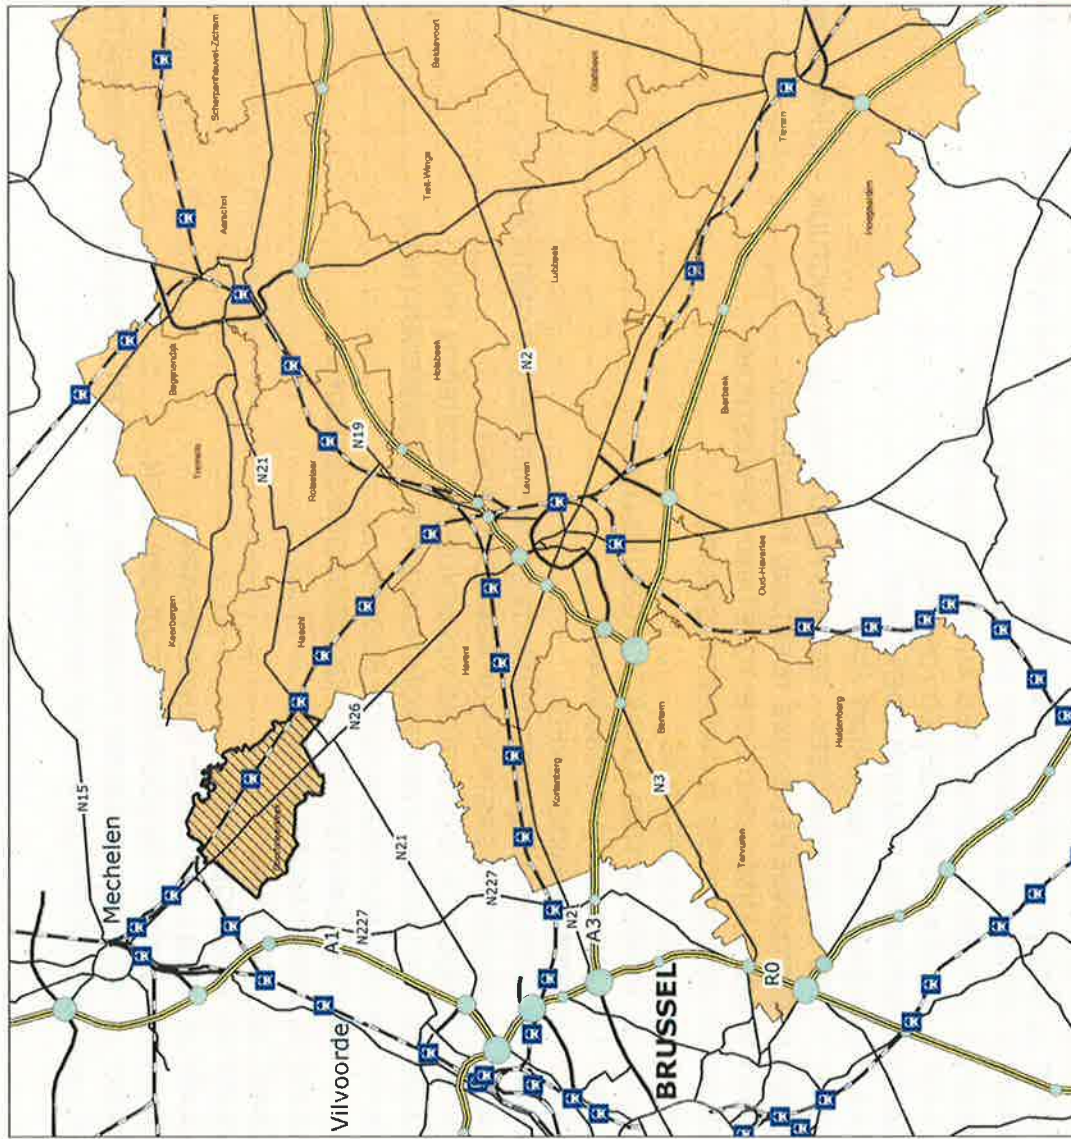 Scherpenheuvel-Zichem
Bekkevoort
Glabbeek
Tienen
Aarschot
Tielt-Winge
Hoegaarden
Lubbeek
Begijnendijk
Holsbeek
N2
Bierbeek
Tremelo
N21
Rotselaar
N19
Leuven
Oud-Heverlee
Keerbergen
Haacht
Herent
N26
Bertem
Huldenberg
Kortenberg
N3
N15
Mechelen
N21
Tervuren
N227
N2
A3
A1
N227
R0
Vilvoorde
BRUSSEL